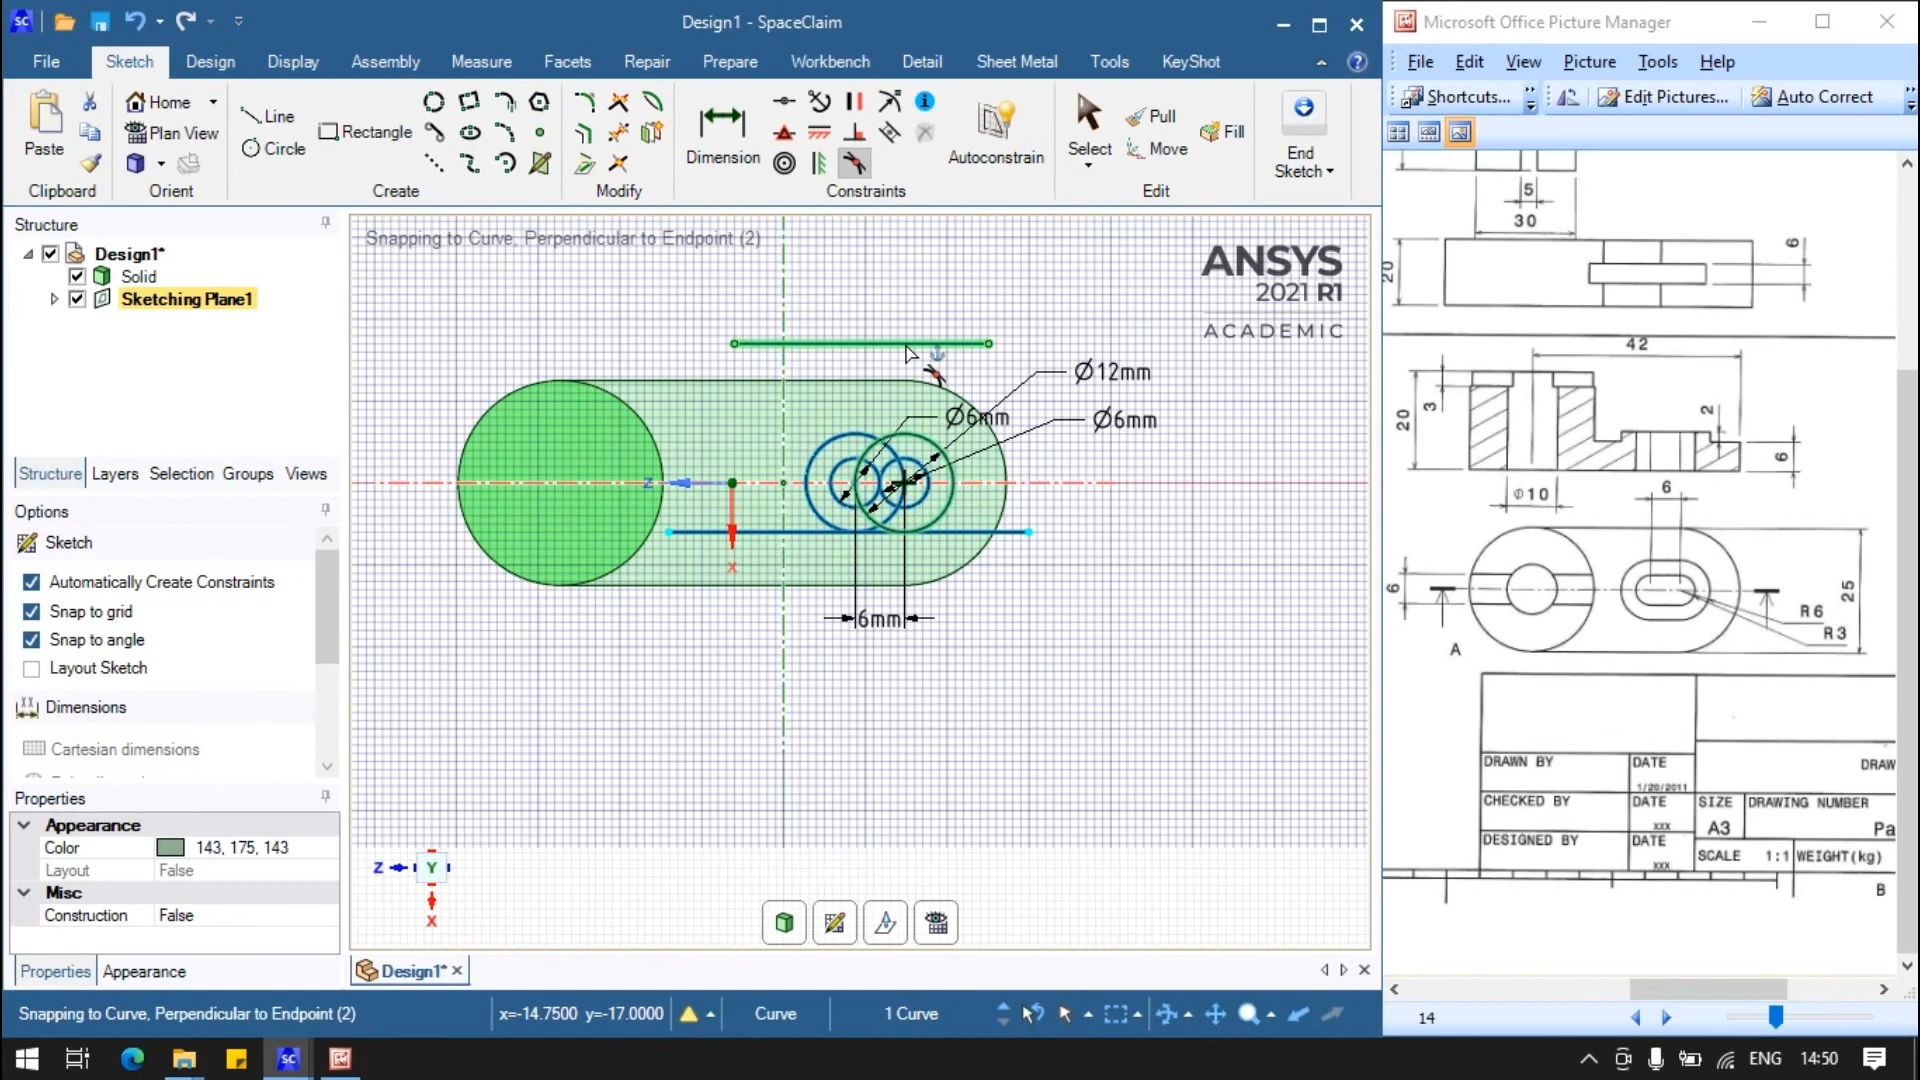 Design1 - SpaceClaim
File
Sketch
Design
Display
Assembly
Measure
Facets
Repair
Prepare
Workbench
Detail
Sheet Metal
Tools
KeyShot
Paste
Clipboard
Home
Plan View
Orient
Line
Circle
Rectangle
Create
Modify
Dimension
Constraints
Autoconstrain
Select
Pull
Move
Fill
Edit
End
Sketch
Structure
Design1*
Solid
Sketching Plane1
Structure
Layers
Selection
Groups
Views
Options
Sketch
Automatically Create Constraints
Snap to grid
Snap to angle
Layout Sketch
Dimensions
Cartesian dimensions
Properties
Appearance
Color
143, 175, 143
Layout
False
Misc
Construction
False
Properties
Appearance
Snapping to Curve, Perpendicular to Endpoint (2)
ANSYS
2021 R1
ACADEMIC
Ø12mm
Ø6mm
Ø6mm
6mm
Z
X
Z
Y
X
Design1*
Snapping to Curve, Perpendicular to Endpoint (2)
x=-14.7500 y=-17.0000
Curve
1 Curve
Microsoft Office Picture Manager
File
Edit
View
Picture
Tools
Help
Shortcuts...
Edit Pictures...
Auto Correct
5
30
20
6
42
20
3
2
6
Φ10
6
6
25
R6
R3
A
DRAWN BY
DATE
1/20/2011
DRAW
CHECKED BY
DATE
xxx
SIZE
A3
DRAWING NUMBER
Pa
DESIGNED BY
DATE
xxx
SCALE
1:1
WEIGHT(kg)
B
14
ENG
14:50